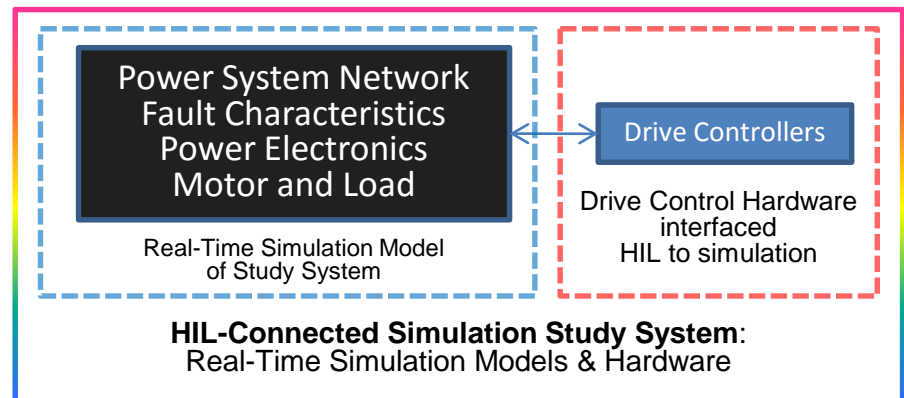 Power System Network
Fault Characteristics
Power Electronics
Motor and Load
Real-Time Simulation Model
of Study System
Drive Controllers
Drive Control Hardware
interfaced
HIL to simulation
HIL-Connected Simulation Study System:
Real-Time Simulation Models & Hardware